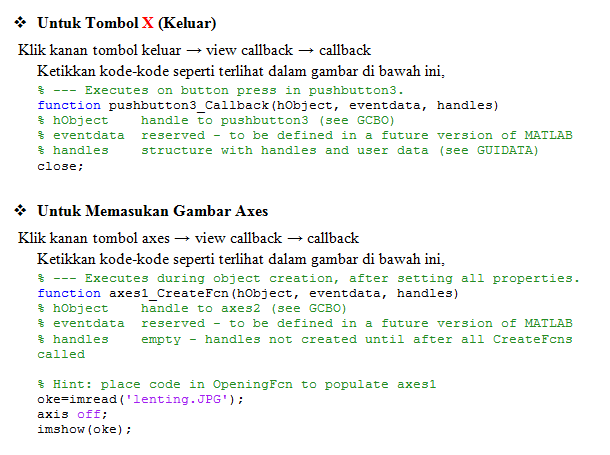 ❖ Untuk Tombol X (Keluar)
Klik kanan tombol keluar → view callback → callback
Ketikkan kode-kode seperti terlihat dalam gambar di bawah ini,
% --- Executes on button press in pushbutton3.
function pushbutton3_Callback(hObject, eventdata, handles)
% hObject    handle to pushbutton3 (see GCBO)
% eventdata  reserved - to be defined in a future version of MATLAB
% handles    structure with handles and user data (see GUIDATA)
close;
❖ Untuk Memasukan Gambar Axes
Klik kanan tombol axes → view callback → callback
Ketikkan kode-kode seperti terlihat dalam gambar di bawah ini,
% --- Executes during object creation, after setting all properties.
function axes1_CreateFcn(hObject, eventdata, handles)
% hObject    handle to axes2 (see GCBO)
% eventdata  reserved - to be defined in a future version of MATLAB
% handles    empty - handles not created until after all CreateFcns
called
% Hint: place code in OpeningFcn to populate axes1
oke=imread('lenting.JPG');
axis off;
imshow(oke);